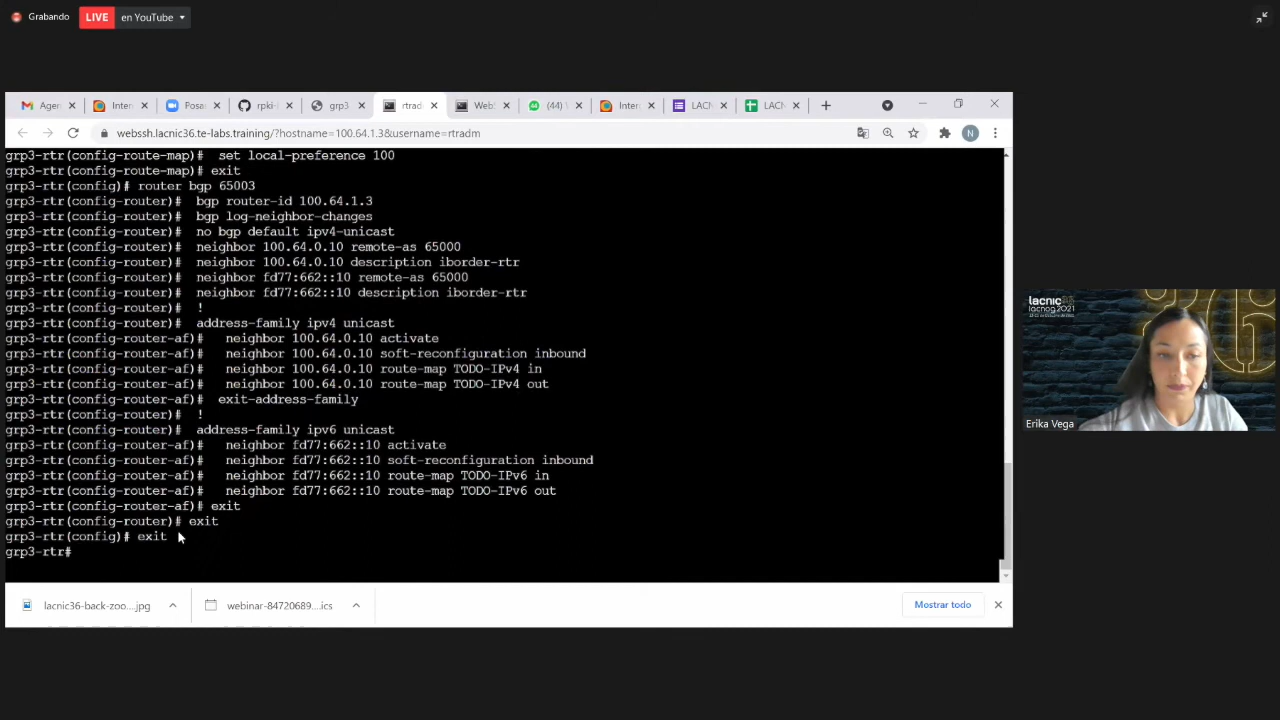 Grabando
LIVE en YouTube
Agen
Inten
Posa
rpki-i
grp3
rtrad
WebS
(44)
Interc
LACN
LACN
webssh.lacnic36.te-labs.training/?hostname=100.64.1.3&username=rtradm
N
grp3-rtr(config-route-map)#  set local-preference 100
grp3-rtr(config-route-map)# exit
grp3-rtr(config)# router bgp 65003
grp3-rtr(config-router)#  bgp router-id 100.64.1.3
grp3-rtr(config-router)#  bgp log-neighbor-changes
grp3-rtr(config-router)#  no bgp default ipv4-unicast
grp3-rtr(config-router)#  neighbor 100.64.0.10 remote-as 65000
grp3-rtr(config-router)#  neighbor 100.64.0.10 description iborder-rtr
grp3-rtr(config-router)#  neighbor fd77:662::10 remote-as 65000
grp3-rtr(config-router)#  neighbor fd77:662::10 description iborder-rtr
grp3-rtr(config-router)#  !
grp3-rtr(config-router)#  address-family ipv4 unicast
grp3-rtr(config-router-af)#   neighbor 100.64.0.10 activate
grp3-rtr(config-router-af)#   neighbor 100.64.0.10 soft-reconfiguration inbound
grp3-rtr(config-router-af)#   neighbor 100.64.0.10 route-map TODO-IPv4 in
grp3-rtr(config-router-af)#   neighbor 100.64.0.10 route-map TODO-IPv4 out
grp3-rtr(config-router-af)#  exit-address-family
grp3-rtr(config-router)#  !
grp3-rtr(config-router)#  address-family ipv6 unicast
grp3-rtr(config-router-af)#   neighbor fd77:662::10 activate
grp3-rtr(config-router-af)#   neighbor fd77:662::10 soft-reconfiguration inbound
grp3-rtr(config-router-af)#   neighbor fd77:662::10 route-map TODO-IPv6 in
grp3-rtr(config-router-af)#   neighbor fd77:662::10 route-map TODO-IPv6 out
grp3-rtr(config-router-af)# exit
grp3-rtr(config-router)# exit
grp3-rtr(config)# exit
grp3-rtr#
lacnic36-back-zoo....jpg
webinar-84720689....ics
Mostrar todo
lacnic36
lacnog2021
Erika Vega